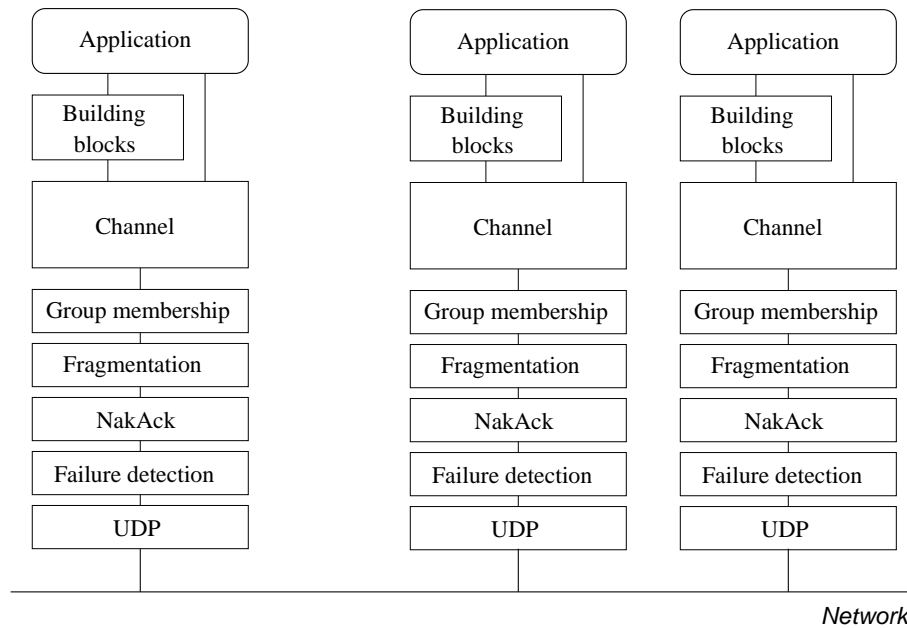 Application
Building
blocks
Channel
Group membership
Fragmentation
NakAck
Failure detection
UDP
Application
Building
blocks
Channel
Group membership
Fragmentation
NakAck
Failure detection
UDP
Application
Building
blocks
Channel
Group membership
Fragmentation
NakAck
Failure detection
UDP
Network